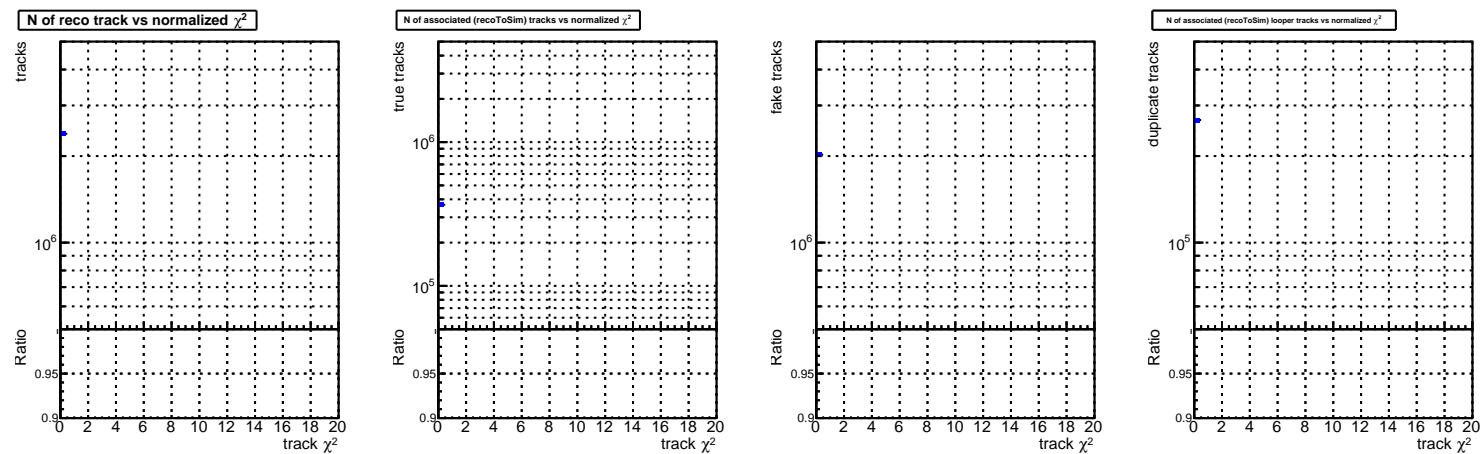 N of reco track vs normalized χ²
N of associated (recoToSim) tracks vs normalized χ²
N of associated (recoToSim) looper tracks vs normalized χ²
tracks
10⁶
Ratio
0.95
0.9
0 2 4 6 8 10 12 14 16 18 20
track χ²
true tracks
10⁶
10⁵
Ratio
0.95
0.9
0 2 4 6 8 10 12 14 16 18 20
track χ²
fake tracks
10⁶
Ratio
0.95
0.9
0 2 4 6 8 10 12 14 16 18 20
track χ²
duplicate tracks
10⁵
Ratio
0.95
0.9
0 2 4 6 8 10 12 14 16 18 20
track χ²